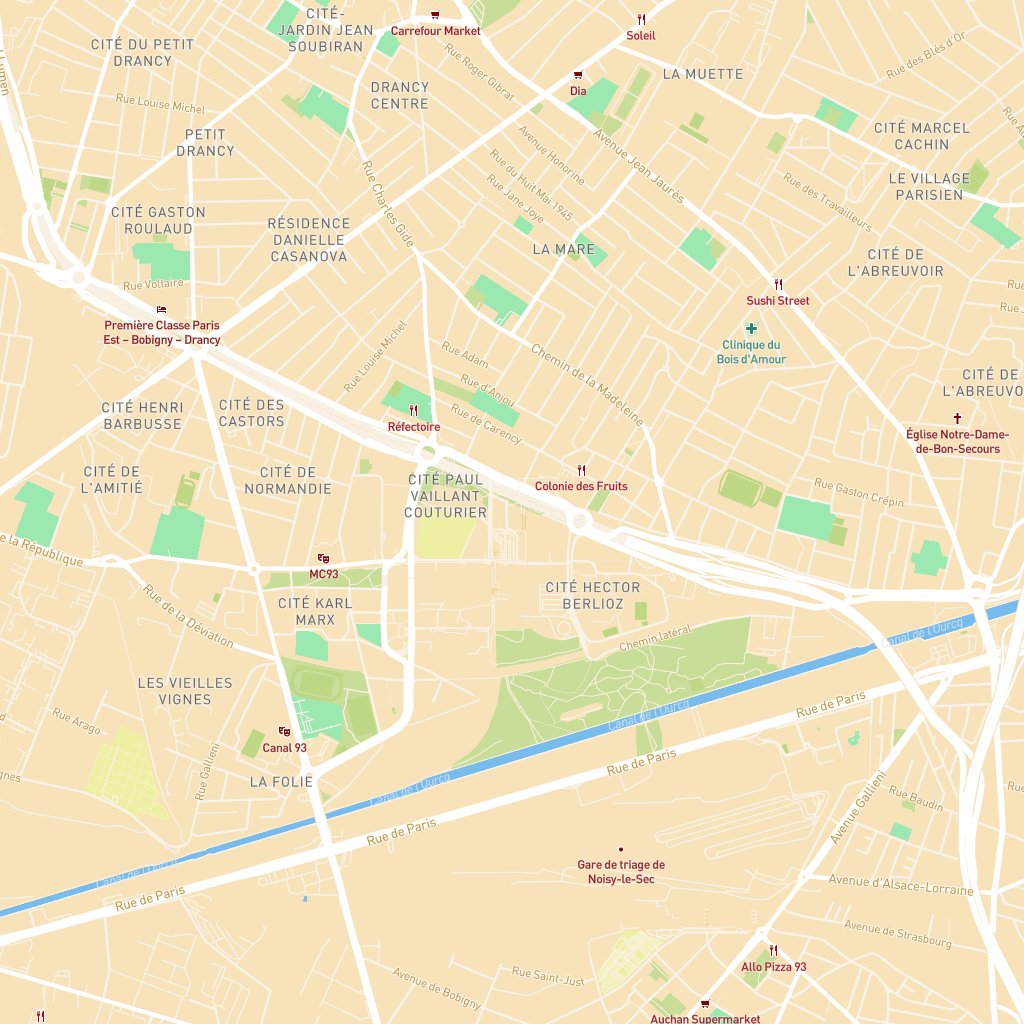 CITÉ-
JARDIN JEAN
SOUBIRAN
Carrefour Market
Soleil
CITÉ DU PETIT
DRANCY
Rue Roger Gibrat
Rue des Blés d'Or
LA MUETTE
Dia
DRANCY
CENTRE
Rue Louise Michel
PETIT
DRANCY
Avenue Honorine
Avenue Jean Jaurès
CITÉ MARCEL
CACHIN
Rue du Huit Mai 1945
Rue Jane Joye
LE VILLAGE
PARISIEN
Rue des Travailleurs
CITÉ GASTON
ROULAUD
Rue Charles Gide
RÉSIDENCE
DANIELLE
CASANOVA
LA MARE
CITÉ DE
L'ABREUVOIR
Rue Voltaire
Sushi Street
Première Classe Paris
Est – Bobigny – Drancy
Clinique du
Bois d'Amour
Rue Louise Michel
Rue Adam
Chemin de la Madeleine
Rue d'Anjou
CITÉ DE
L'ABREUVO
CITÉ HENRI
BARBUSSE
CITÉ DES
CASTORS
Réfectoire
Rue de Carency
Église Notre-Dame-
de-Bon-Secours
CITÉ DE
L'AMITIÉ
CITÉ DE
NORMANDIE
CITÉ PAUL
VAILLANT
COUTURIER
Colonie des Fruits
Rue Gaston Crépin
de la République
MC93
CITÉ HECTOR
BERLIOZ
CITÉ KARL
MARX
Rue de la Déviation
Chemin latéral
Canal de l'Ourcq
LES VIEILLES
VIGNES
Rue de Paris
Canal de l'Ourcq
Rue Arago
Canal 93
Rue Gallieni
Rue de Paris
LA FOLIE
Canal de l'Ourcq
Rue Baudin
Avenue Gallieni
Rue de Paris
Gare de triage de
Noisy-le-Sec
Canal de l'Ourcq
Avenue d'Alsace-Lorraine
Rue de Paris
Avenue de Strasbourg
Allo Pizza 93
Avenue de Bobigny
Rue Saint-Just
Auchan Supermarket